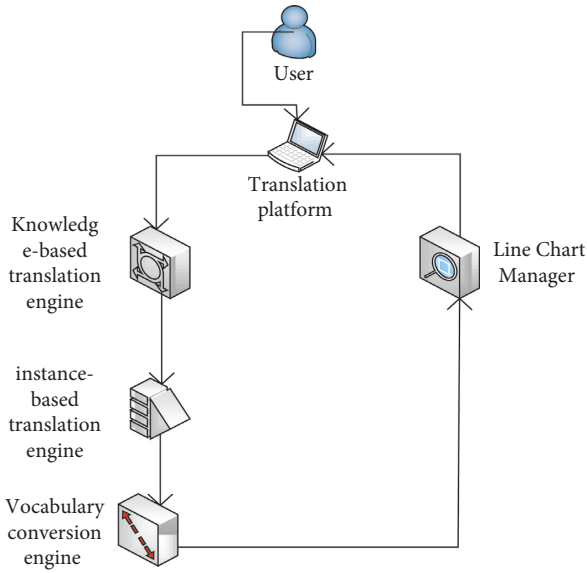 User
Translation
platform
Knowledg
e-based
translation
engine
Line Chart
Manager
instance-
based
translation
engine
Vocabulary
conversion
engine